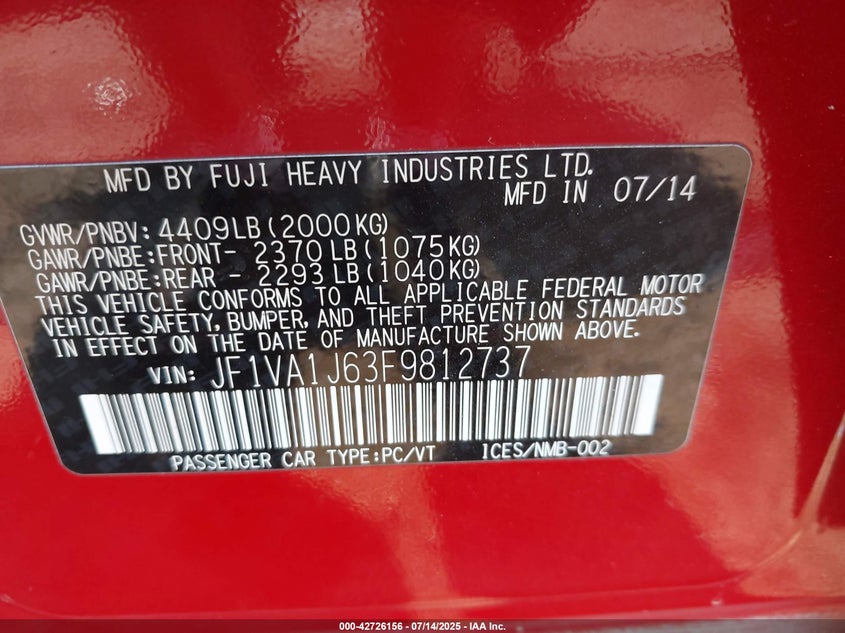 MFD BY FUJI HEAVY INDUSTRIES LTD.
MFD IN 07/14
GVWR/PNBV: 4409LB(2000KG)
GAWR/PNBE:FRONT- 2370 LB(1075KG)
GAWR/PNBE:REAR - 2293 LB(1040KG)
THIS VEHICLE CONFORMS TO ALL APPLICABLE FEDERAL MOTOR
VEHICLE SAFETY, BUMPER, AND THEFT PREVENTION STANDARDS
IN EFFECT ON THE DATE OF MANUFACTURE SHOWN ABOVE.
VIN: JF1VA1J63F9812737
PASSENGER CAR TYPE:PC/VT ICES/NMB-002
000-42726156 - 07/14/2025 - IAA Inc.